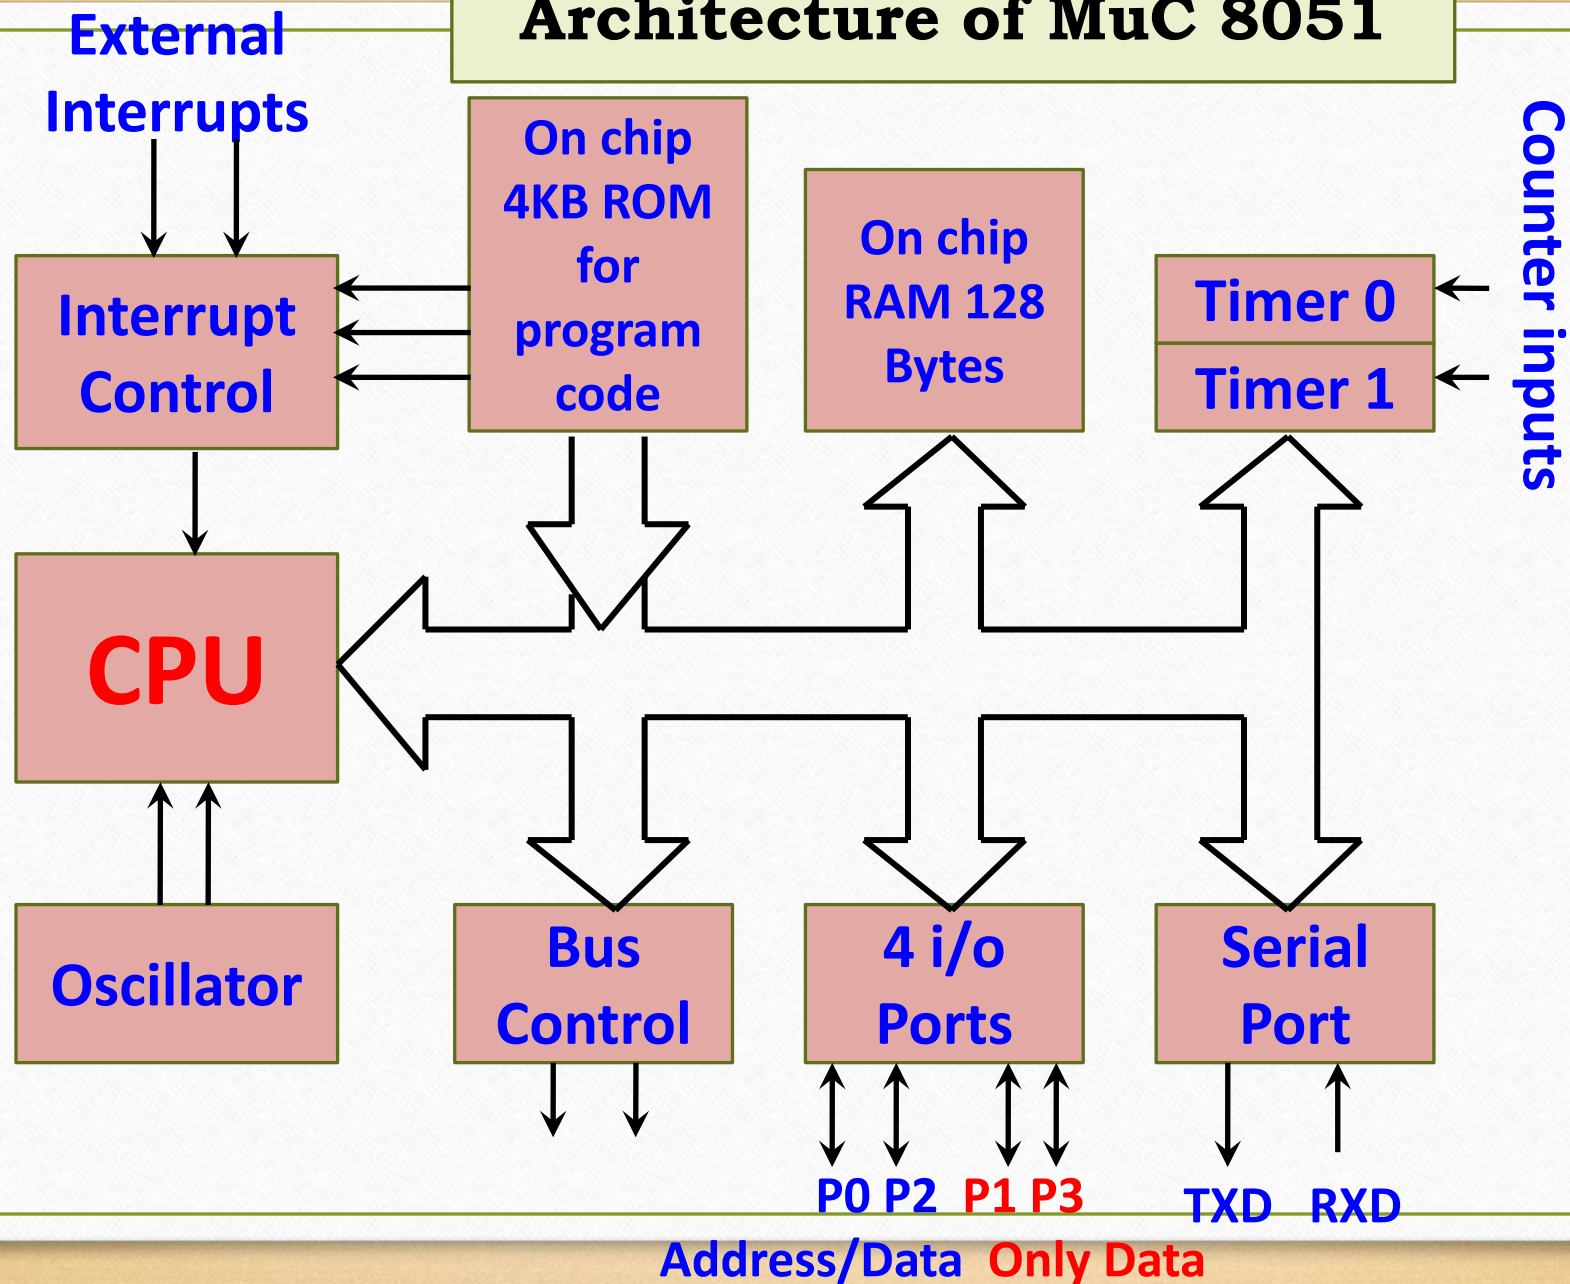 Architecture of MuC 8051
External
Interrupts
On chip
4KB ROM
for
program
code
On chip
RAM 128
Bytes
Timer 0
Timer 1
Counter inputs
Interrupt
Control
CPU
Oscillator
Bus
Control
4 i/o
Ports
Serial
Port
P0 P2 P1 P3
TXD RXD
Address/Data Only Data